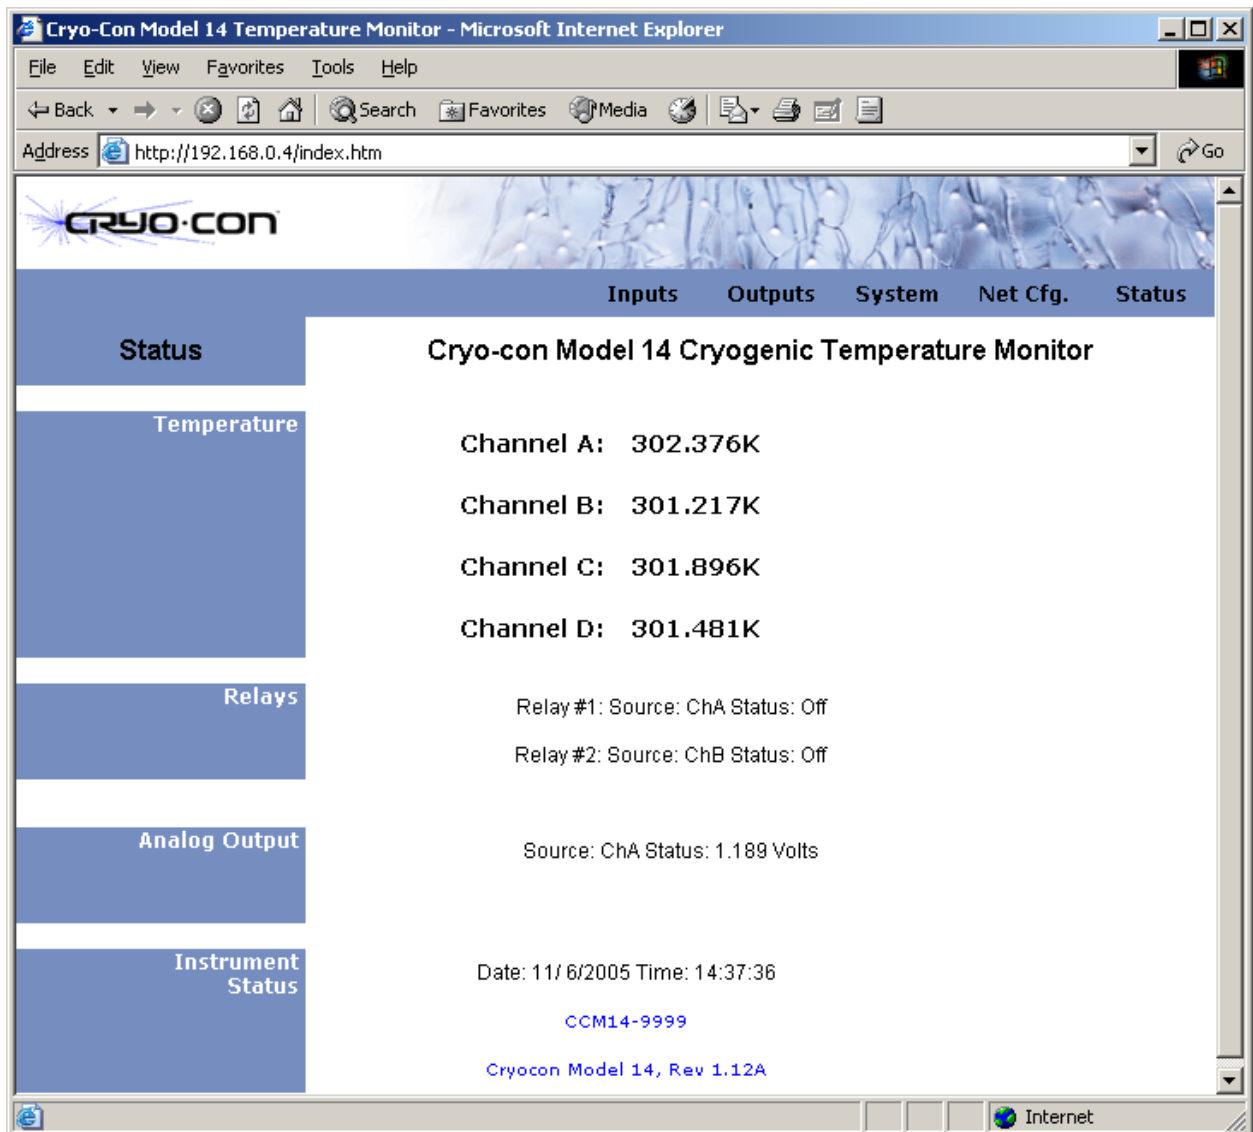 Cryo-Con Model 14 Temperature Monitor - Microsoft Internet Explorer
File Edit View Favorites Tools Help
Back Search Favorites Media
Address http://192.168.0.4/index.htm Go
CRYO·CON
Inputs Outputs System Net Cfg. Status
Status
Cryo-con Model 14 Cryogenic Temperature Monitor
Temperature
Channel A: 302.376K
Channel B: 301.217K
Channel C: 301.896K
Channel D: 301.481K
Relays
Relay #1: Source: ChA Status: Off
Relay #2: Source: ChB Status: Off
Analog Output
Source: ChA Status: 1.189 Volts
Instrument
Status
Date: 11/ 6/2005 Time: 14:37:36
CCM14-9999
Cryocon Model 14, Rev 1.12A
Internet